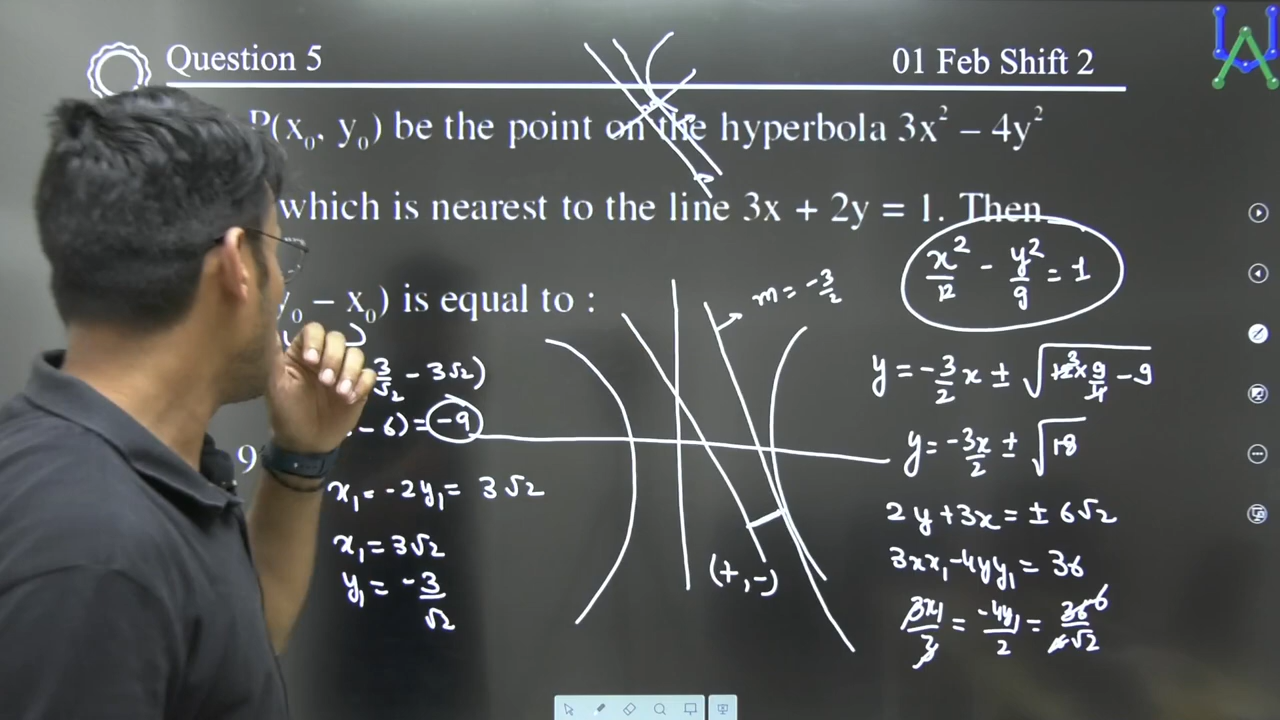 Question 5
01 Feb Shift 2
P(x₀, y₀) be the point on the hyperbola 3x² – 4y²
which is nearest to the line 3x + 2y = 1. Then
y₀ – x₀) is equal to :
x²/12 - y²/9 = 1
m = -3/2
3/√2 - 3√2)
- 6) = -9
9
x₁ = -2y₁ = 3√2
x₁ = 3√2
y₁ = -3/√2
(+,-)
y = -3/2 x ± √(12³ × 9/4 - 9)
y = -3x/2 ± √18
2y + 3x = ± 6√2
3xx₁ - 4yy₁ = 36
3x₁/3 = -4y₁/2 = 36 6/6√2